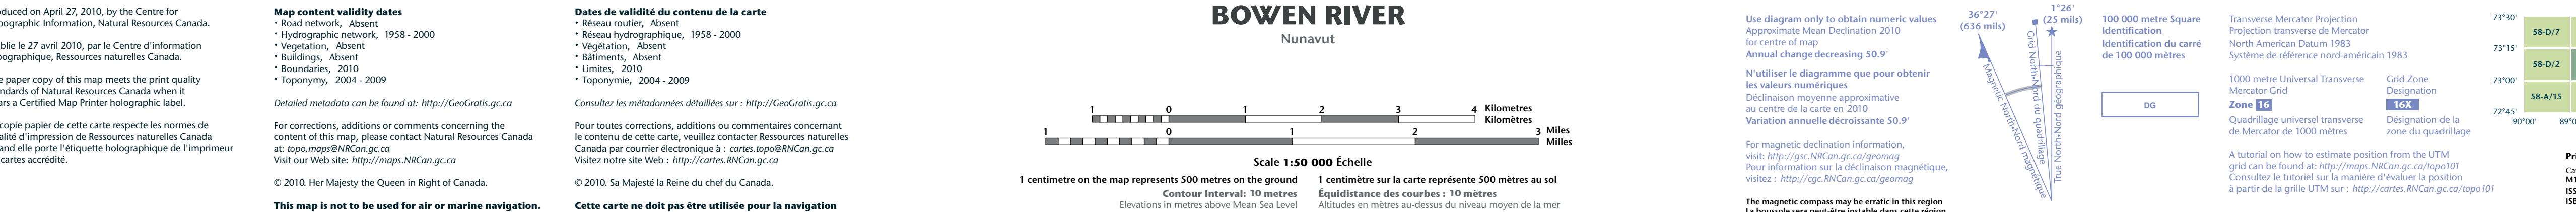 oduced on April 27, 2010, by the Centre for
pographic Information, Natural Resources Canada.
blie le 27 avril 2010, par le Centre d'information
pographique, Ressources naturelles Canada.
e paper copy of this map meets the print quality
ndards of Natural Resources Canada when it
ars a Certified Map Printer holographic label.
copie papier de cette carte respecte les normes de
alité d'impression de Ressources naturelles Canada
and elle porte l'étiquette holographique de l'imprimeur
cartes accrédité.
Map content validity dates
• Road network, Absent
• Hydrographic network, 1958 - 2000
• Vegetation, Absent
• Buildings, Absent
• Boundaries, 2010
• Toponymy, 2004 - 2009
Detailed metadata can be found at: http://GeoGratis.gc.ca
For corrections, additions or comments concerning the
content of this map, please contact Natural Resources Canada
at: topo.maps@NRCan.gc.ca
Visit our Web site: http://maps.NRCan.gc.ca
© 2010. Her Majesty the Queen in Right of Canada.
This map is not to be used for air or marine navigation.
Dates de validité du contenu de la carte
• Réseau routier, Absent
• Réseau hydrographique, 1958 - 2000
• Végétation, Absent
• Bâtiments, Absent
• Limites, 2010
• Toponymie, 2004 - 2009
Consultez les métadonnées détaillées sur : http://GeoGratis.gc.ca
Pour toutes corrections, additions ou commentaires concernant
le contenu de cette carte, veuillez contacter Ressources naturelles
Canada par courrier électronique à : cartes.topo@RNCan.gc.ca
Visitez notre site Web : http://cartes.RNCan.gc.ca
© 2010. Sa Majesté la Reine du chef du Canada.
Cette carte ne doit pas être utilisée pour la navigation
BOWEN RIVER
Nunavut
1 0 1 2 3 4 Kilometres
Kilomètres
1 0 1 2 3 Miles
Milles
Scale 1:50 000 Échelle
1 centimetre on the map represents 500 metres on the ground
1 centimètre sur la carte représente 500 mètres au sol
Contour Interval: 10 metres
Équidistance des courbes : 10 mètres
Elevations in metres above Mean Sea Level
Altitudes en mètres au-dessus du niveau moyen de la mer
Use diagram only to obtain numeric values
Approximate Mean Declination 2010
for centre of map
Annual change decreasing 50.9'
N'utiliser le diagramme que pour obtenir
les valeurs numériques
Déclinaison moyenne approximative
au centre de la carte en 2010
Variation annuelle décroissante 50.9'
For magnetic declination information,
visit: http://gsc.NRCan.gc.ca/geomag
Pour information sur la déclinaison magnétique,
visitez : http://cgc.RNCan.gc.ca/geomag
The magnetic compass may be erratic in this region
La boussole sera peut-être instable dans cette région
36°27'
(636 mils)
1°26'
(25 mils)
Magnetic North•Nord magnétique
Grid North•Nord du quadrillage
True North•Nord géographique
100 000 metre Square
Identification
Identification du carré
de 100 000 mètres
DG
Transverse Mercator Projection
Projection transverse de Mercator
North American Datum 1983
Système de référence nord-américain 1983
1000 metre Universal Transverse
Mercator Grid
Zone 16
Quadrillage universel transverse
de Mercator de 1000 mètres
Grid Zone
Designation
16X
Désignation de la
zone du quadrillage
A tutorial on how to estimate position from the UTM
grid can be found at: http://maps.NRCan.gc.ca/topo101
Consultez le tutoriel sur la manière d'évaluer la position
à partir de la grille UTM sur : http://cartes.RNCan.gc.ca/topo101
73°30'
58-D/7
73°15'
58-D/2
73°00'
58-A/15
72°45'
90°00' 89°
Pri
Ca
M1
ISS
ISB